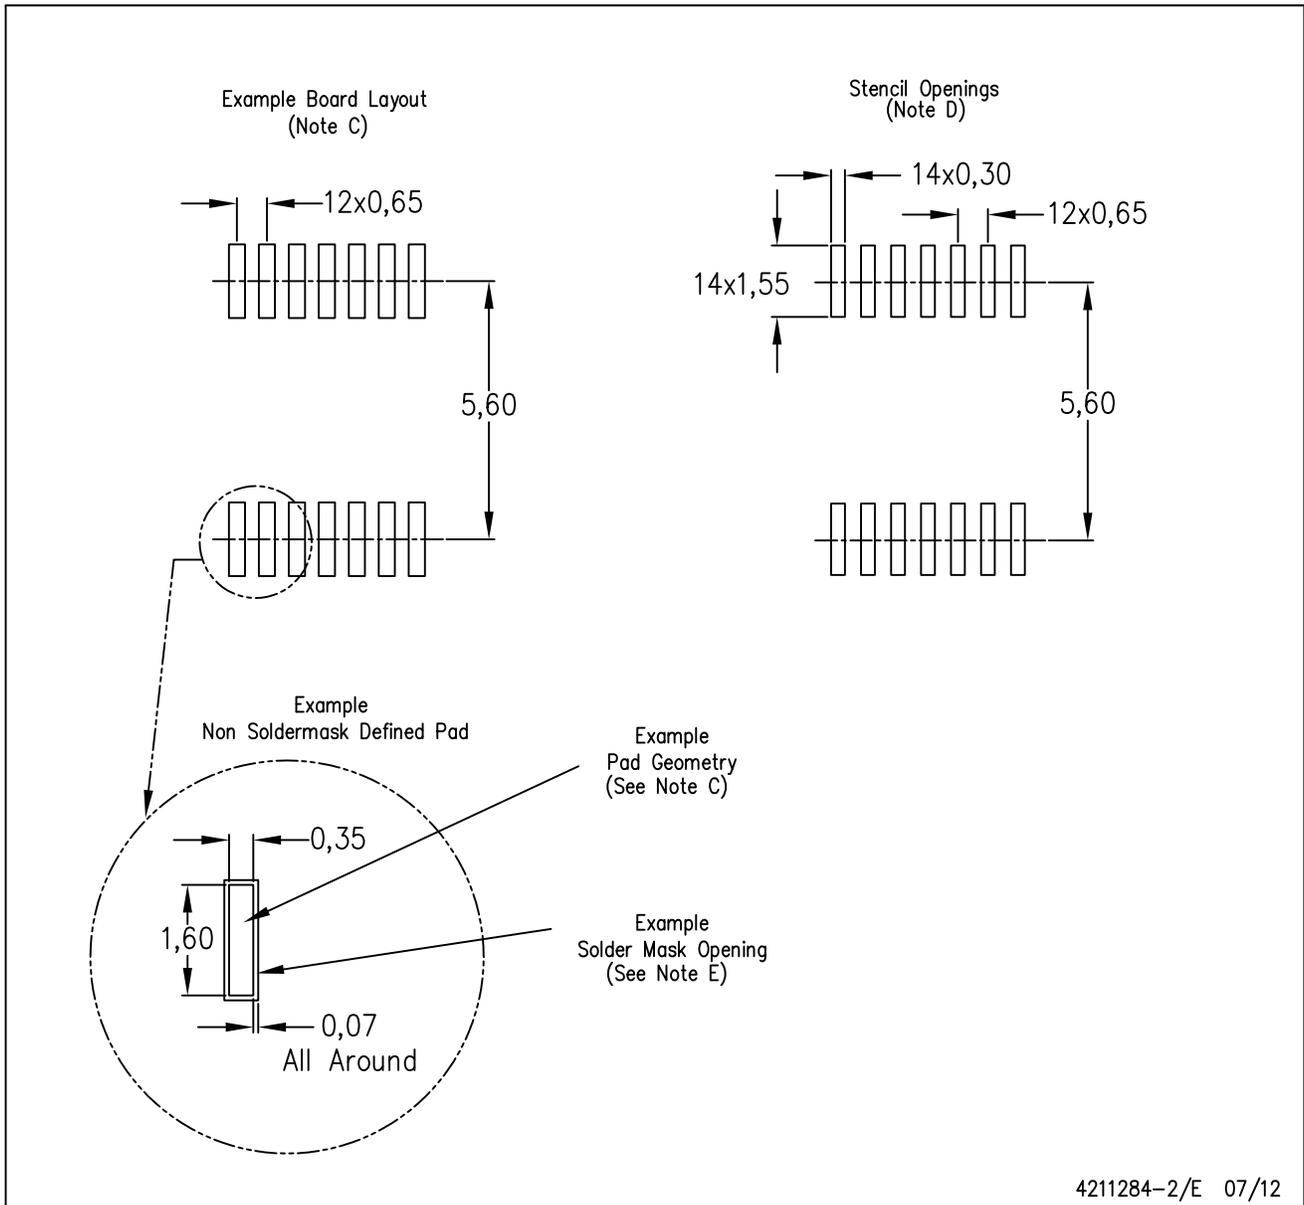 Example Board Layout
(Note C)
Stencil Openings
(Note D)
12x0,65
14x0,30
12x0,65
14x1,55
5,60
5,60
Example
Non Soldermask Defined Pad
Example
Pad Geometry
(See Note C)
0,35
1,60
Example
Solder Mask Opening
(See Note E)
0,07
All Around
4211284-2/E 07/12